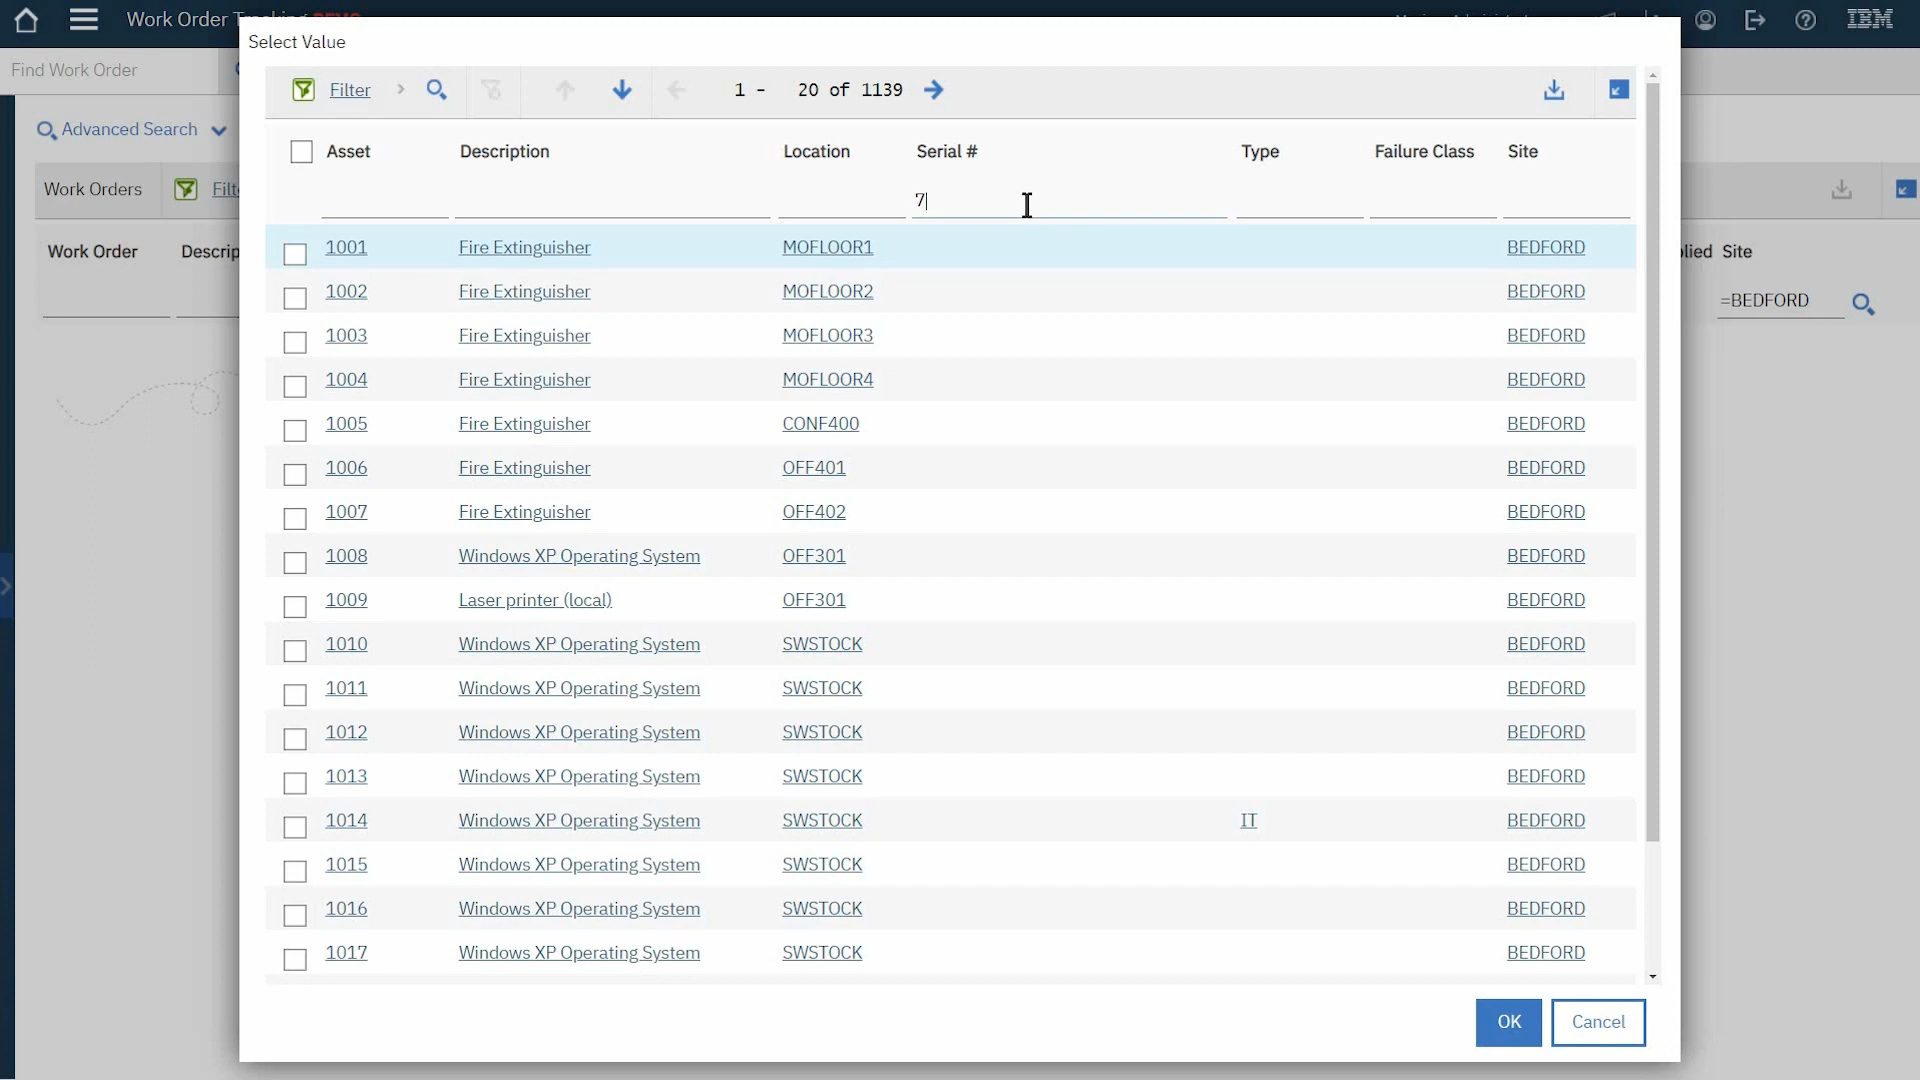 Work Order Tracking
IBM
Select Value
Find Work Order
Filter
1 - 20 of 1139
Advanced Search
Asset Description Location Serial # Type Failure Class Site
Work Orders
7
Work Order
Site
=BEDFORD
1001 Fire Extinguisher MOFLOOR1 BEDFORD
1002 Fire Extinguisher MOFLOOR2 BEDFORD
1003 Fire Extinguisher MOFLOOR3 BEDFORD
1004 Fire Extinguisher MOFLOOR4 BEDFORD
1005 Fire Extinguisher CONF400 BEDFORD
1006 Fire Extinguisher OFF401 BEDFORD
1007 Fire Extinguisher OFF402 BEDFORD
1008 Windows XP Operating System OFF301 BEDFORD
1009 Laser printer (local) OFF301 BEDFORD
1010 Windows XP Operating System SWSTOCK BEDFORD
1011 Windows XP Operating System SWSTOCK BEDFORD
1012 Windows XP Operating System SWSTOCK BEDFORD
1013 Windows XP Operating System SWSTOCK BEDFORD
1014 Windows XP Operating System SWSTOCK IT BEDFORD
1015 Windows XP Operating System SWSTOCK BEDFORD
1016 Windows XP Operating System SWSTOCK BEDFORD
1017 Windows XP Operating System SWSTOCK BEDFORD
OK Cancel